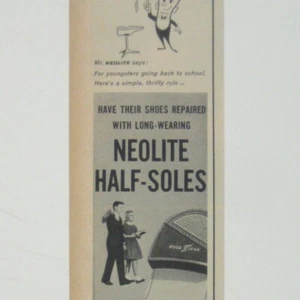 Mr. NEOLITE says:
For youngsters going back to school,
Here's a simple, thrifty rule...
HAVE THEIR SHOES REPAIRED
WITH LONG-WEARING
NEOLITE
HALF-SOLES